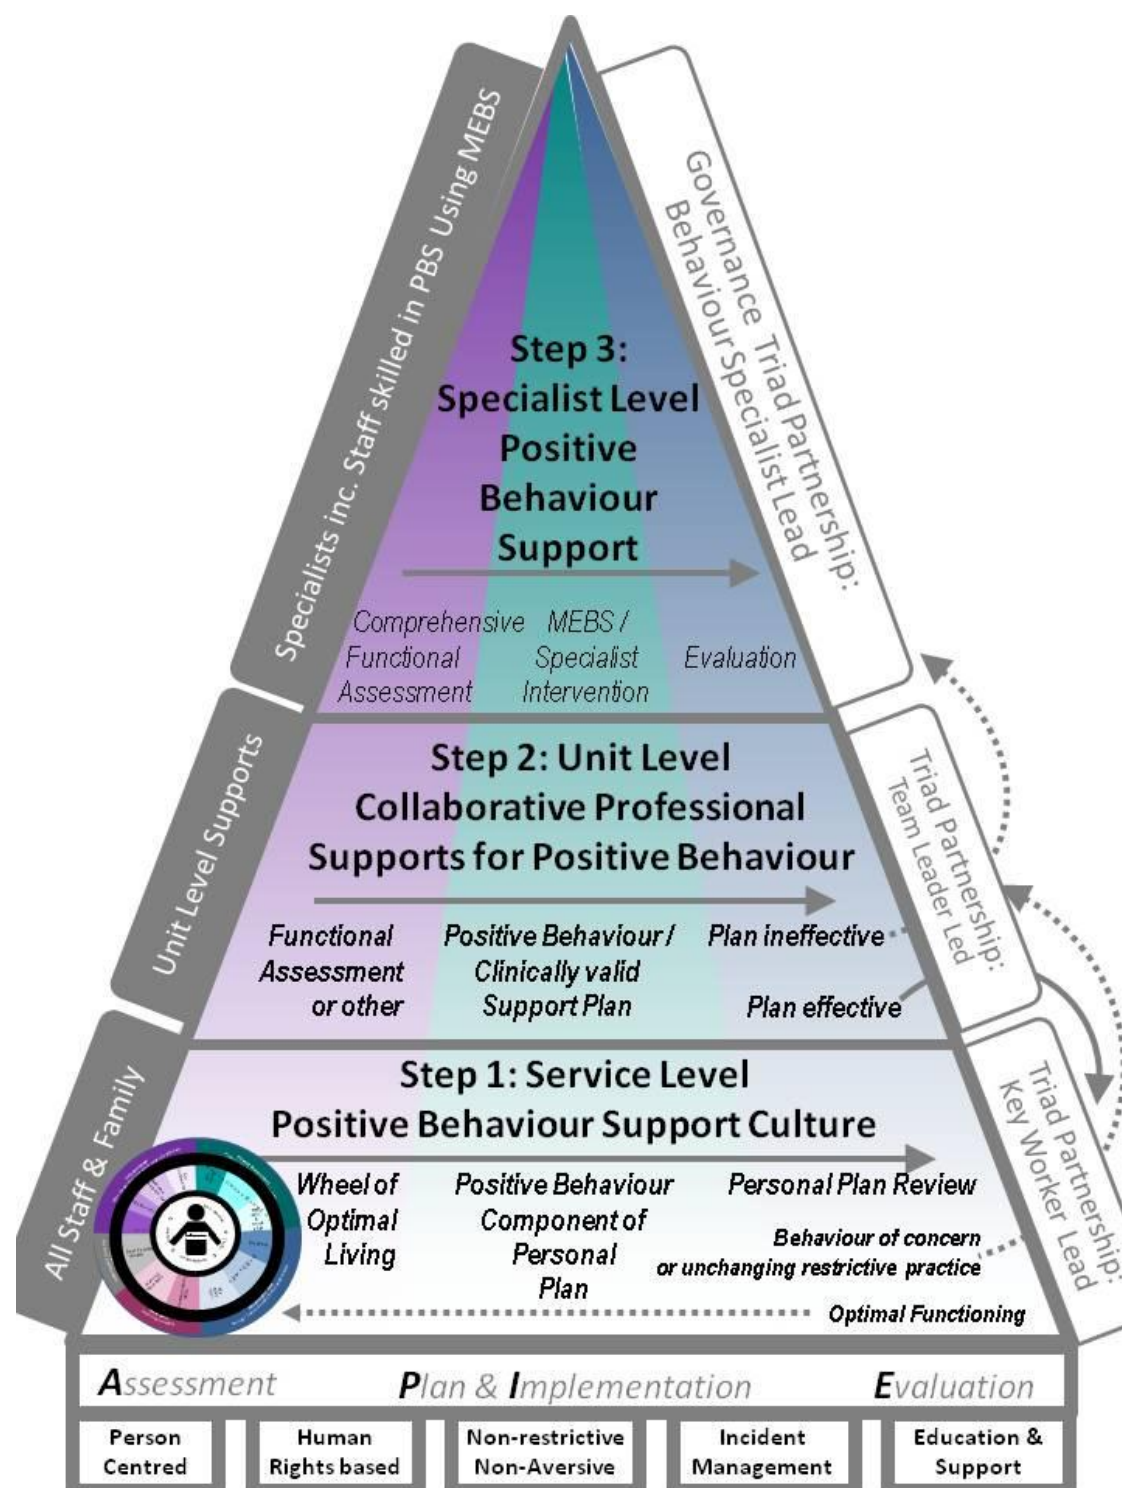 Specialists inc. Staff skilled in PBS Using MEBS
Governance Triad Partnership:
Behaviour Specialist Lead
Step 3:
Specialist Level
Positive
Behaviour
Support
Comprehensive
Functional
Assessment
MEBS /
Specialist
Intervention
Evaluation
Unit Level Supports
Triad Partnership:
Team Leader Led
Step 2: Unit Level
Collaborative Professional
Supports for Positive Behaviour
Functional
Assessment
or other
Positive Behaviour /
Clinically valid
Support Plan
Plan ineffective
Plan effective
All Staff & Family
Triad Partnership:
Key Worker Lead
Step 1: Service Level
Positive Behaviour Support Culture
Wheel of
Optimal
Living
Positive Behaviour
Component of
Personal
Plan
Personal Plan Review
Behaviour of concern
or unchanging restrictive practice
Optimal Functioning
Assessment
Plan & Implementation
Evaluation
Person
Centred
Human
Rights based
Non-restrictive
Non-Aversive
Incident
Management
Education &
Support